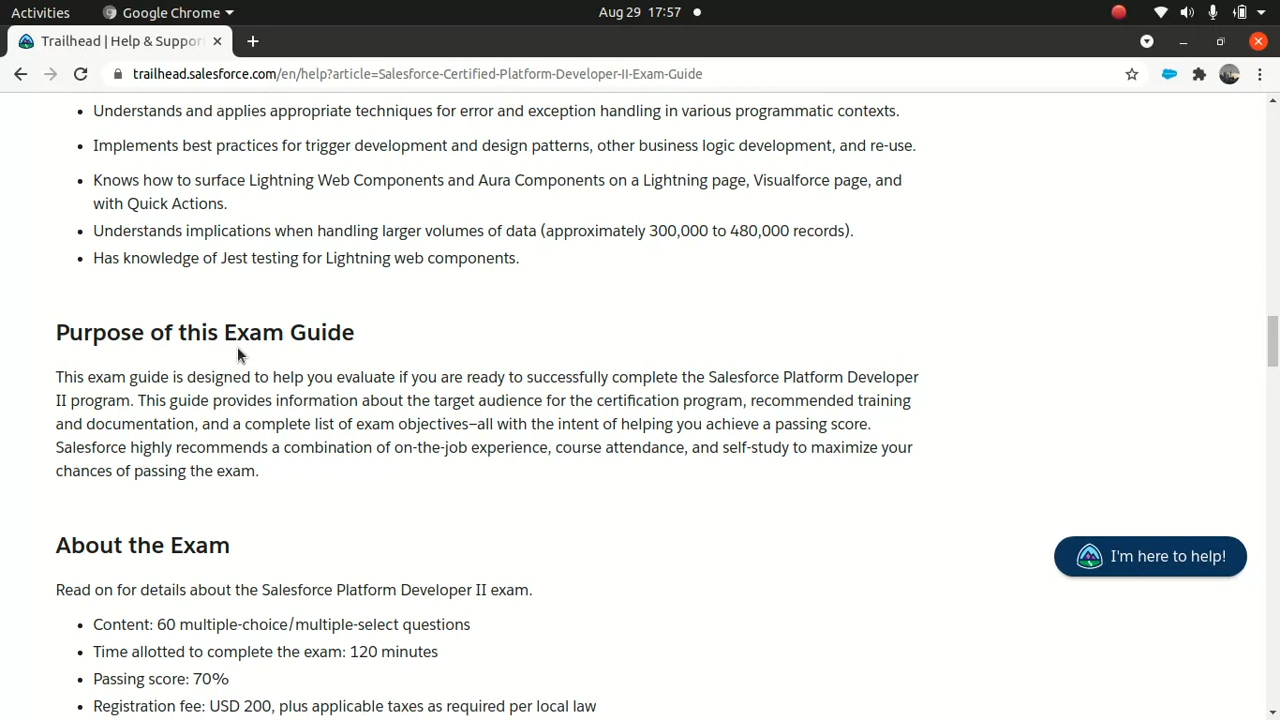 Activities
Google Chrome
Aug 29 17:57
Trailhead | Help & Suppor
trailhead.salesforce.com/en/help?article=Salesforce-Certified-Platform-Developer-II-Exam-Guide
• Understands and applies appropriate techniques for error and exception handling in various programmatic contexts.
• Implements best practices for trigger development and design patterns, other business logic development, and re-use.
• Knows how to surface Lightning Web Components and Aura Components on a Lightning page, Visualforce page, and
with Quick Actions.
• Understands implications when handling larger volumes of data (approximately 300,000 to 480,000 records).
• Has knowledge of Jest testing for Lightning web components.
Purpose of this Exam Guide
This exam guide is designed to help you evaluate if you are ready to successfully complete the Salesforce Platform Developer
II program. This guide provides information about the target audience for the certification program, recommended training
and documentation, and a complete list of exam objectives—all with the intent of helping you achieve a passing score.
Salesforce highly recommends a combination of on-the-job experience, course attendance, and self-study to maximize your
chances of passing the exam.
About the Exam
I'm here to help!
Read on for details about the Salesforce Platform Developer II exam.
• Content: 60 multiple-choice/multiple-select questions
• Time allotted to complete the exam: 120 minutes
• Passing score: 70%
• Registration fee: USD 200, plus applicable taxes as required per local law